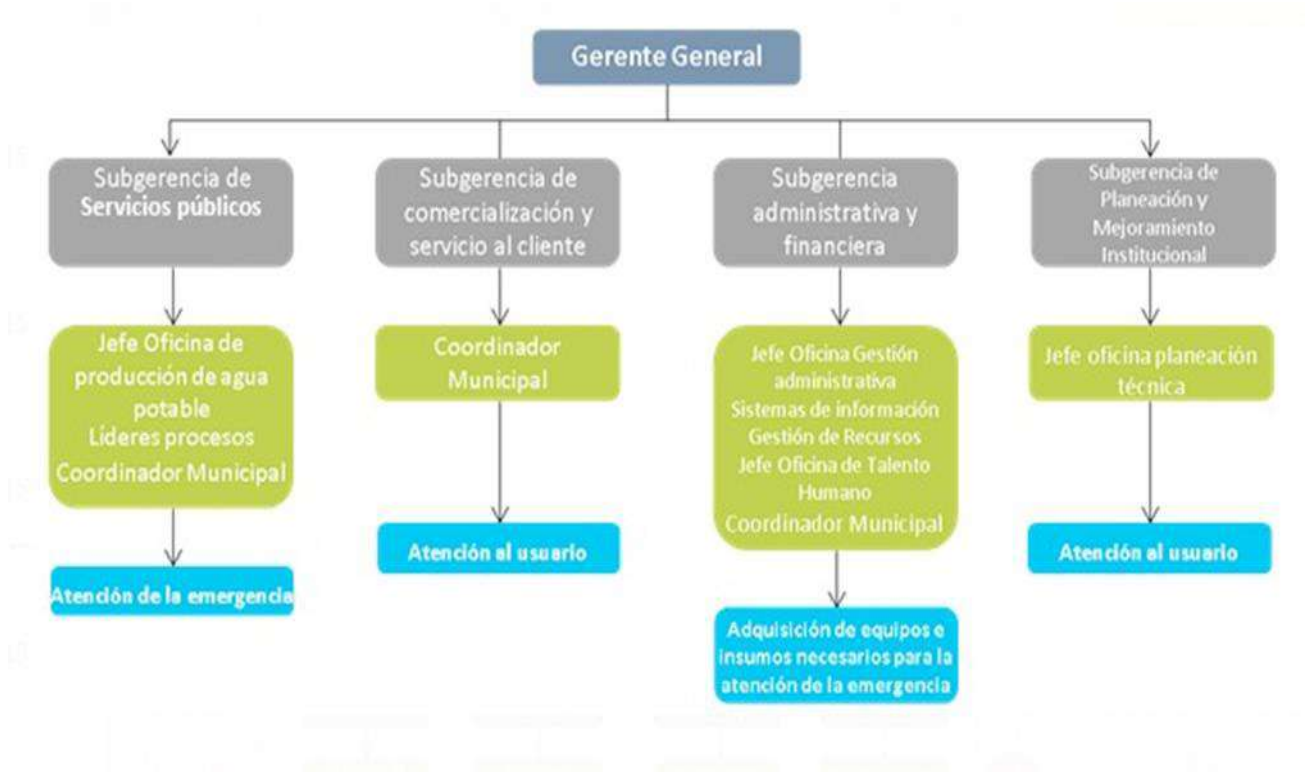 Gerente General
Subgerencia de
Servicios públicos
Subgerencia de
comercialización y
servicio al cliente
Subgerencia
administrativa y
financiera
Subgerencia de
Planeación y
Mejoramiento
Institucional
Jefe Oficina de
producción de agua
potable
Líderes procesos
Coordinador Municipal
Coordinador
Municipal
Jefe Oficina Gestión
administrativa
Sistemas de información
Gestión de Recursos
Jefe Oficina de Talento
Humano
Coordinador Municipal
Jefe oficina planeación
técnica
Atención de la emergencia
Atención al usuario
Adquisición de equipos e
insumos necesarios para la
atención de la emergencia
Atención al usuario